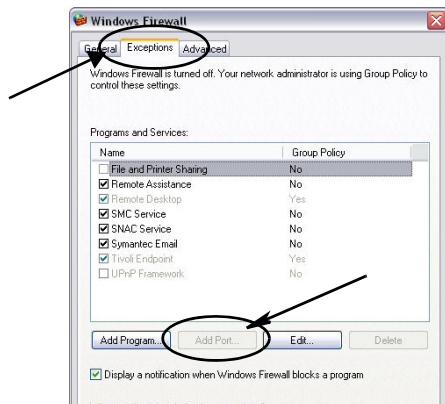 Windows Firewall
General Exceptions Advanced
Windows Firewall is turned off. Your network administrator is using Group Policy to
control these settings.
Programs and Services:
Name Group Policy
File and Printer Sharing No
Remote Assistance No
Remote Desktop Yes
SMC Service No
SNAC Service No
Symantec Email No
Tivoli Endpoint Yes
UPnP Framework No
Add Program... Add Port... Edit... Delete
Display a notification when Windows Firewall blocks a program